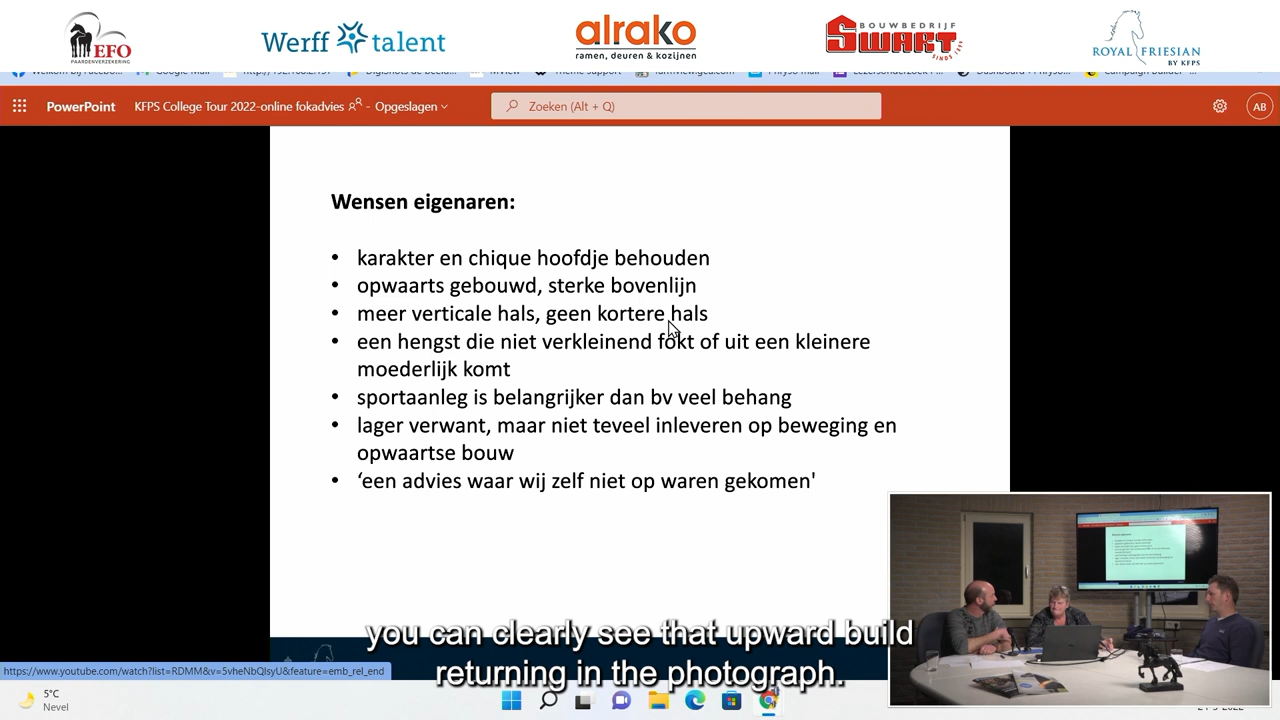 EFO
PAARDENVERZEKERING
Werff talent
alrako
ramen, deuren & kozijnen
BOUWBEDRIJF
SWART
SINDS 1895
ROYAL FRIESIAN
BY KFPS
PowerPoint
KFPS College Tour 2022-online fokadvies - Opgeslagen
Zoeken (Alt + Q)
AB
Wensen eigenaren:
• karakter en chique hoofdje behouden
• opwaarts gebouwd, sterke bovenlijn
• meer verticale hals, geen kortere hals
• een hengst die niet verkleinend fokt of uit een kleinere
moederlijk komt
• sportaanleg is belangrijker dan bv veel behang
• lager verwant, maar niet teveel inleveren op beweging en
opwaartse bouw
• ‘een advies waar wij zelf niet op waren gekomen'
you can clearly see that upward build
returning in the photograph.
https://www.youtube.com/watch?list=RDMM&v=5vheNbQlsyU&feature=emb_rel_end
5°C
Nevel